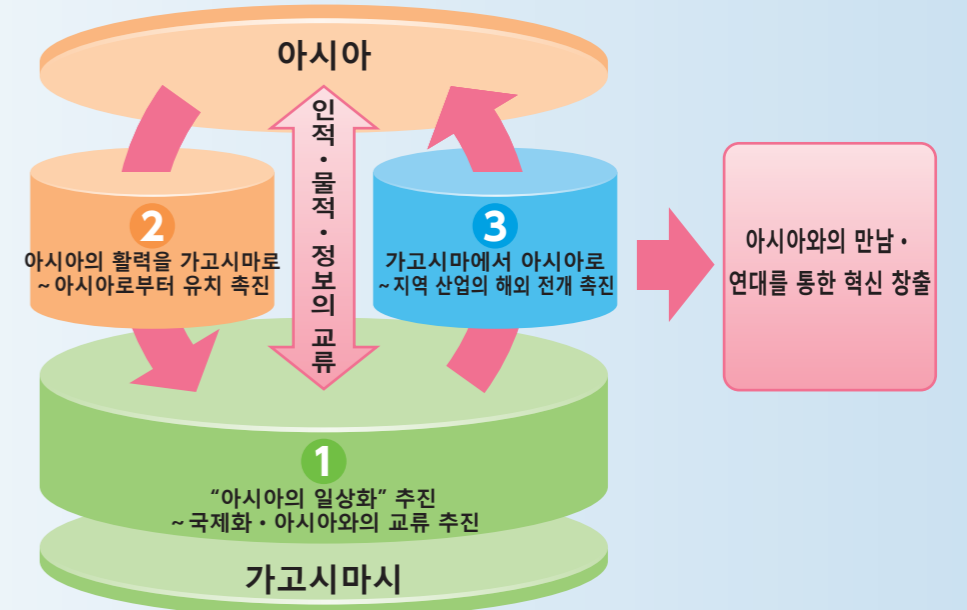 아시아
인적・물적・정보의 교류
2
아시아의 활력을 가고시마로
~아시아로부터 유치 촉진
3
가고시마에서 아시아로
~지역 산업의 해외 전개 촉진
아시아와의 만남・
연대를 통한 혁신 창출
1
“아시아의 일상화” 추진
~국제화・아시아와의 교류 추진
가고시마시